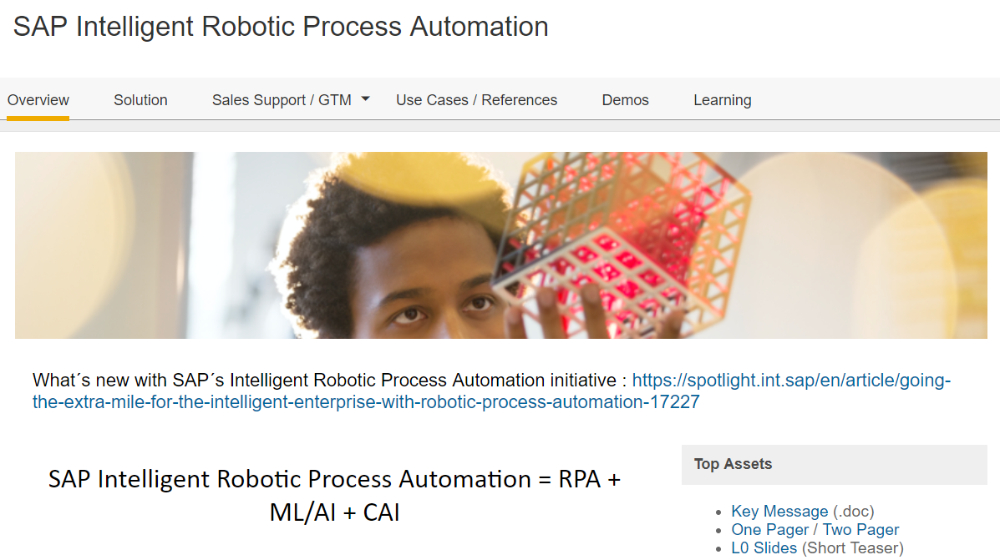 SAP Intelligent Robotic Process Automation
Overview
Solution
Sales Support / GTM
Use Cases / References
Demos
Learning
What´s new with SAP´s Intelligent Robotic Process Automation initiative : https://spotlight.int.sap/en/article/going-
the-extra-mile-for-the-intelligent-enterprise-with-robotic-process-automation-17227
SAP Intelligent Robotic Process Automation = RPA +
ML/AI + CAI
Top Assets
Key Message (.doc)
One Pager / Two Pager
L0 Slides (Short Teaser)